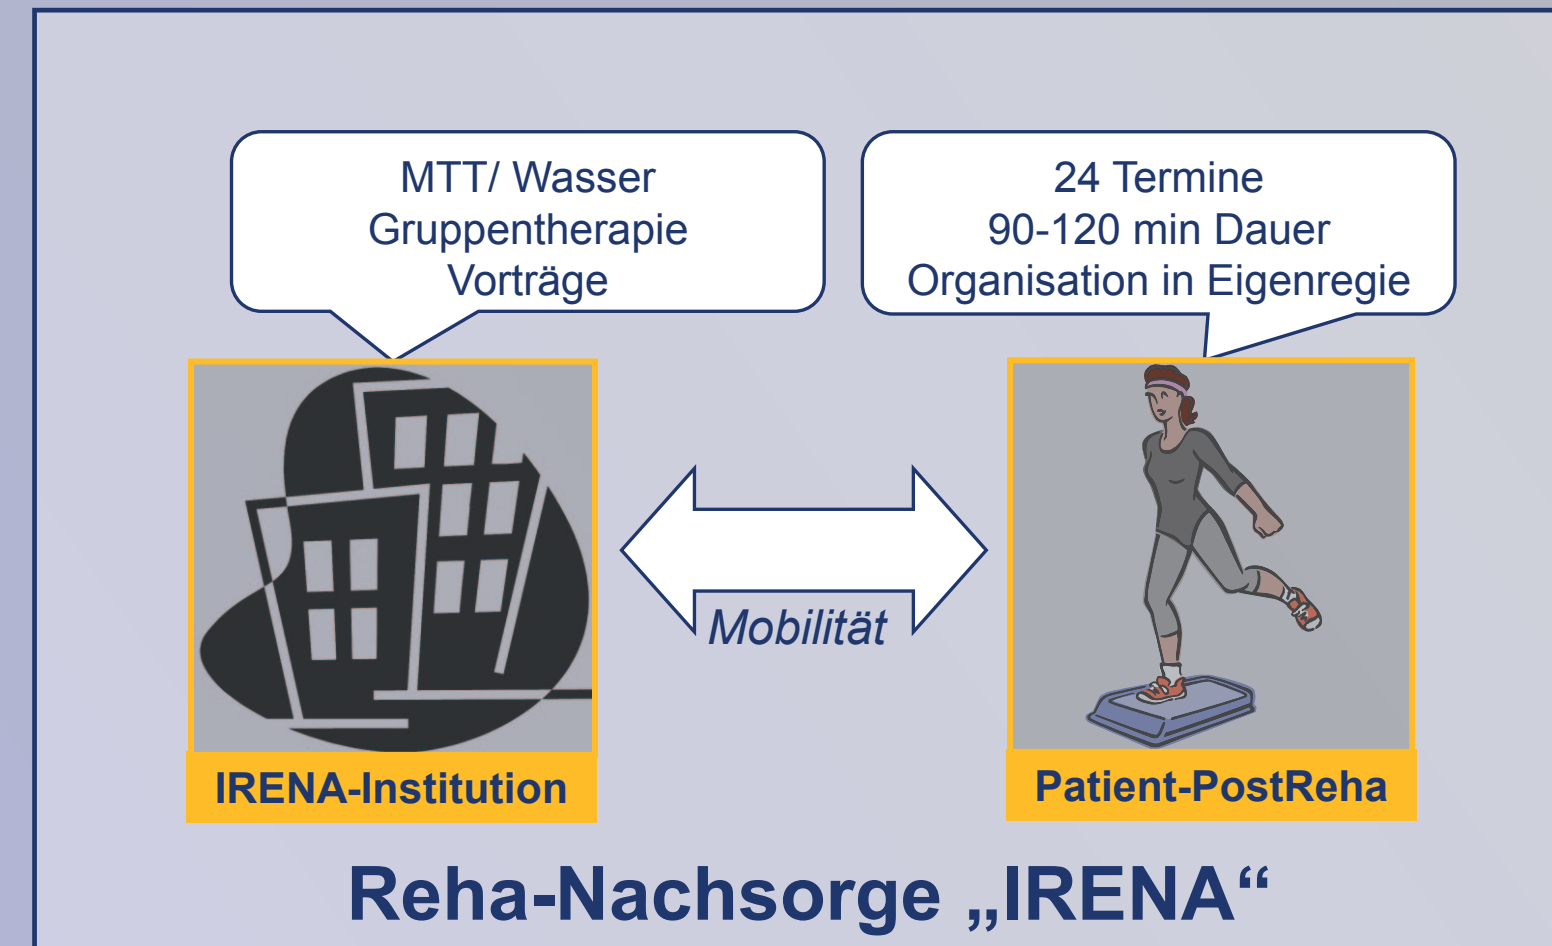 MTT/ Wasser
Gruppentherapie
Vorträge
24 Termine
90-120 min Dauer
Organisation in Eigenregie
Mobilität
IRENA-Institution
Patient-PostReha
Reha-Nachsorge „IRENA“